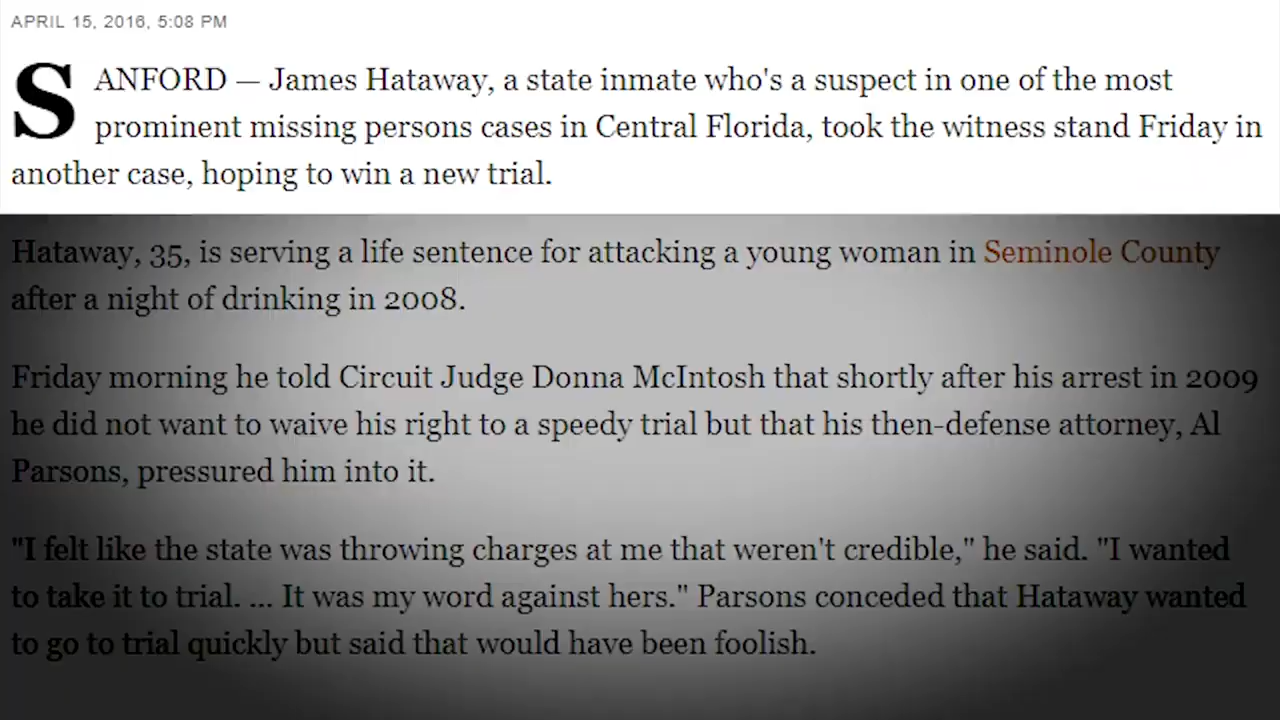 APRIL 15, 2016, 5:08 PM
SANFORD — James Hataway, a state inmate who's a suspect in one of the most
prominent missing persons cases in Central Florida, took the witness stand Friday in
another case, hoping to win a new trial.
Hataway, 35, is serving a life sentence for attacking a young woman in Seminole County
after a night of drinking in 2008.
Friday morning he told Circuit Judge Donna McIntosh that shortly after his arrest in 2009
he did not want to waive his right to a speedy trial but that his then-defense attorney, Al
Parsons, pressured him into it.
"I felt like the state was throwing charges at me that weren't credible," he said. "I wanted
to take it to trial. ... It was my word against hers." Parsons conceded that Hataway wanted
to go to trial quickly but said that would have been foolish.